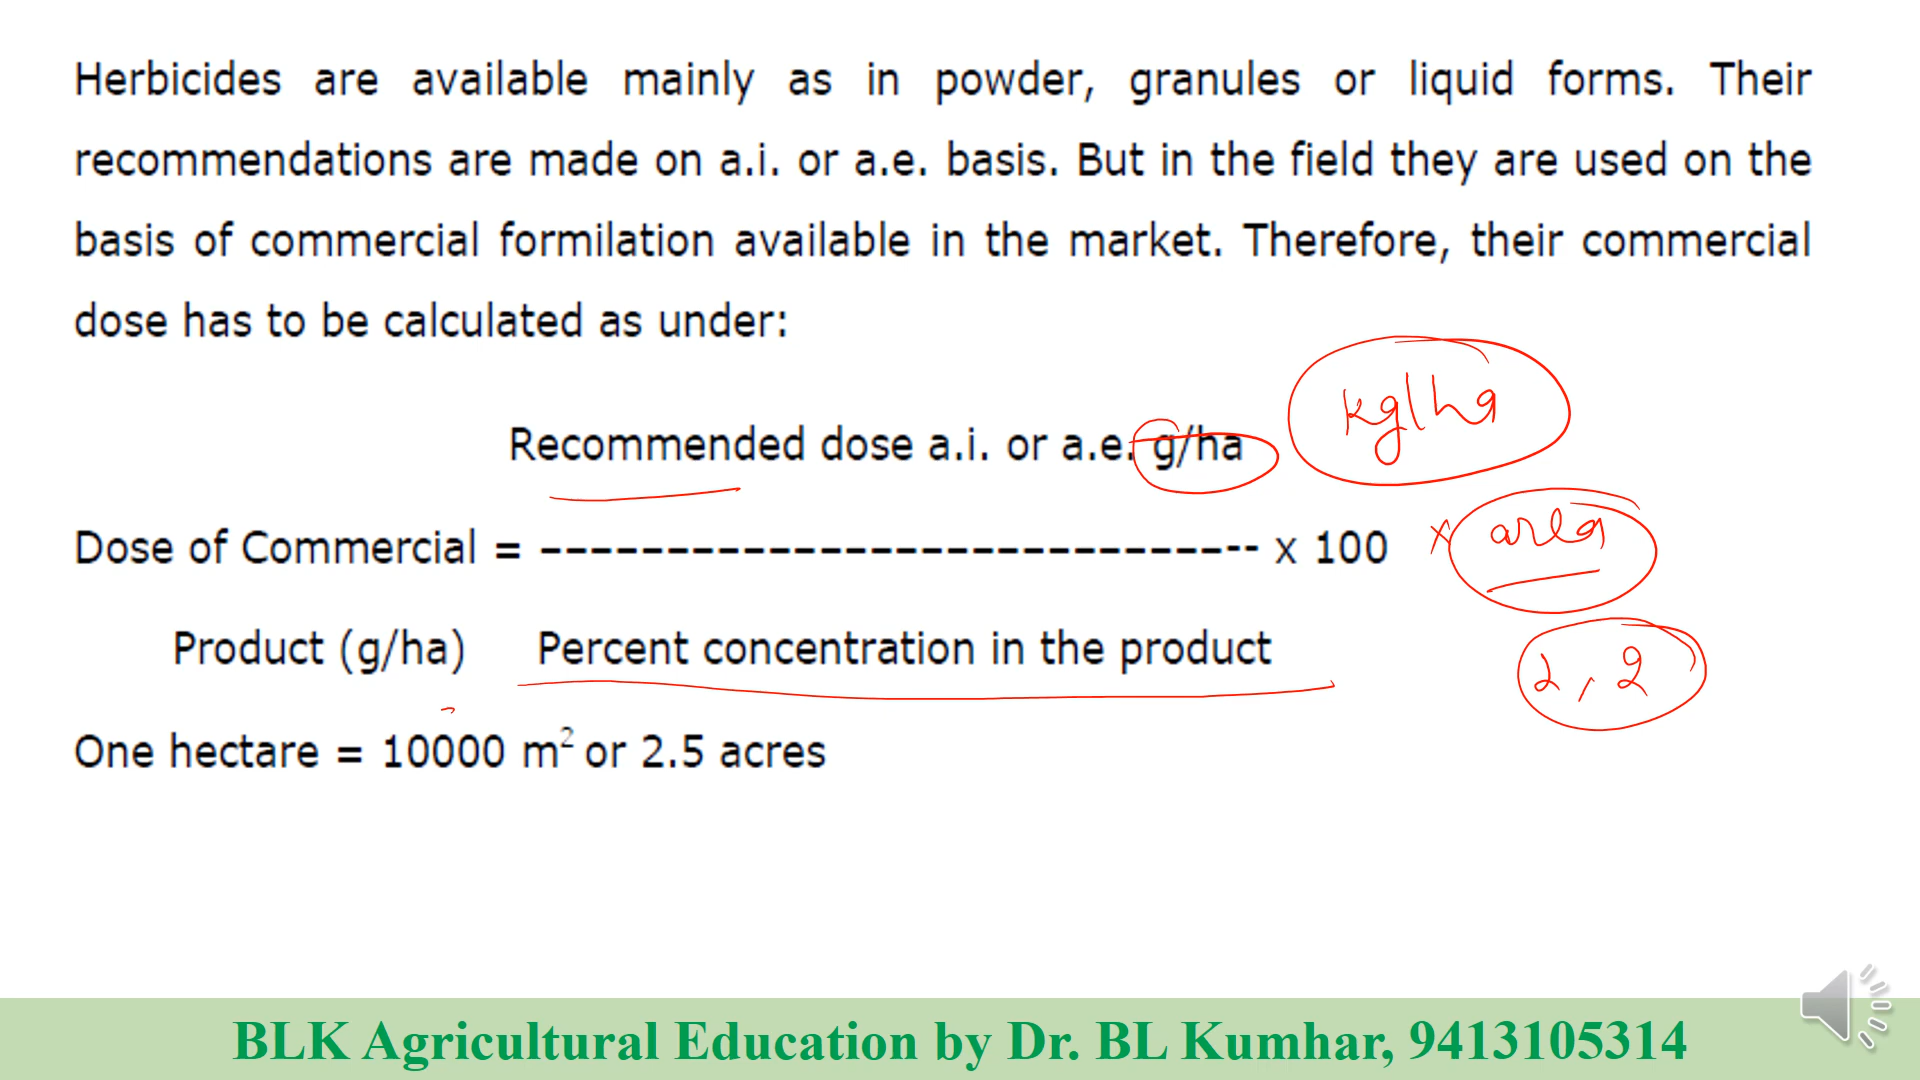 Herbicides are available mainly as in powder, granules or liquid forms. Their
recommendations are made on a.i. or a.e. basis. But in the field they are used on the
basis of commercial formilation available in the market. Therefore, their commercial
dose has to be calculated as under:
kg/ha
Recommended dose a.i. or a.e. g/ha
Dose of Commercial = ----------------------------- x 100 x area
Product (g/ha) Percent concentration in the product
One hectare = 10000 m² or 2.5 acres
BLK Agricultural Education by Dr. BL Kumhar, 9413105314